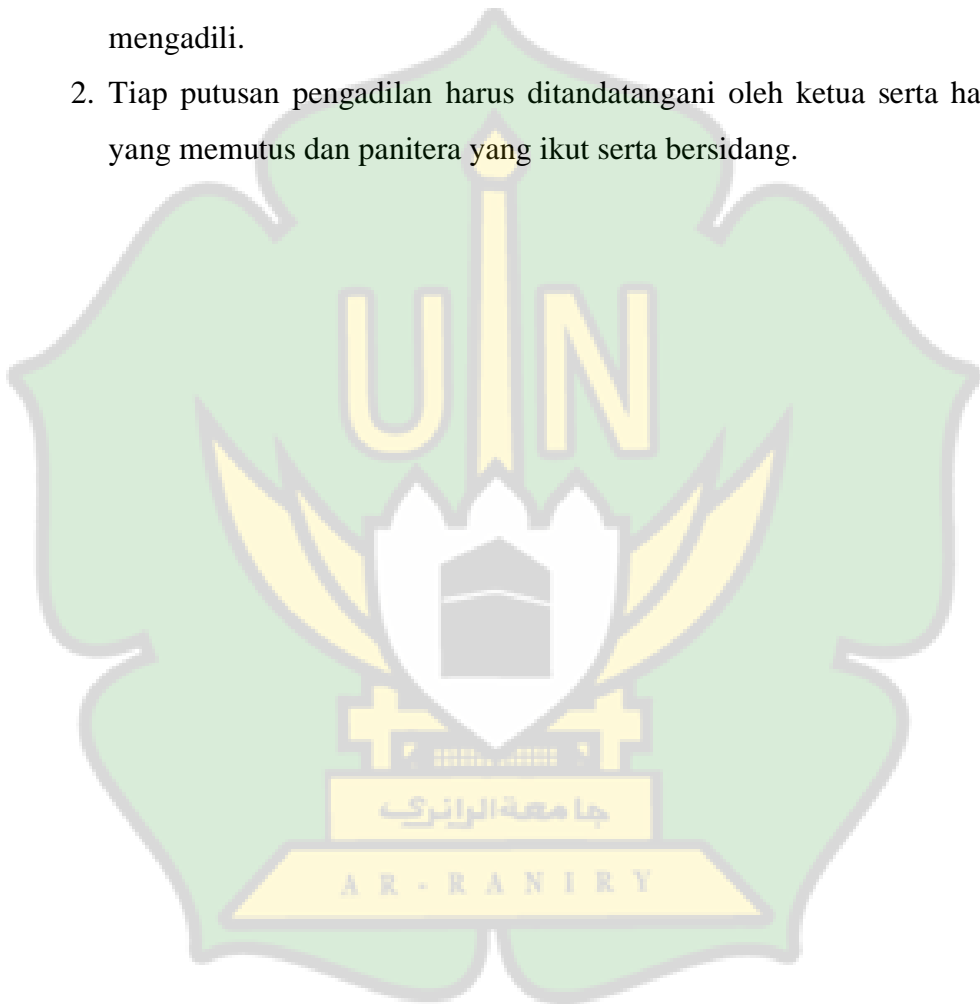 mengadili.
2. Tiap putusan pengadilan harus ditandatangani oleh ketua serta ha
yang memutus dan panitera yang ikut serta bersidang.
UIN
جامعة الرانري
AR-RANIRY